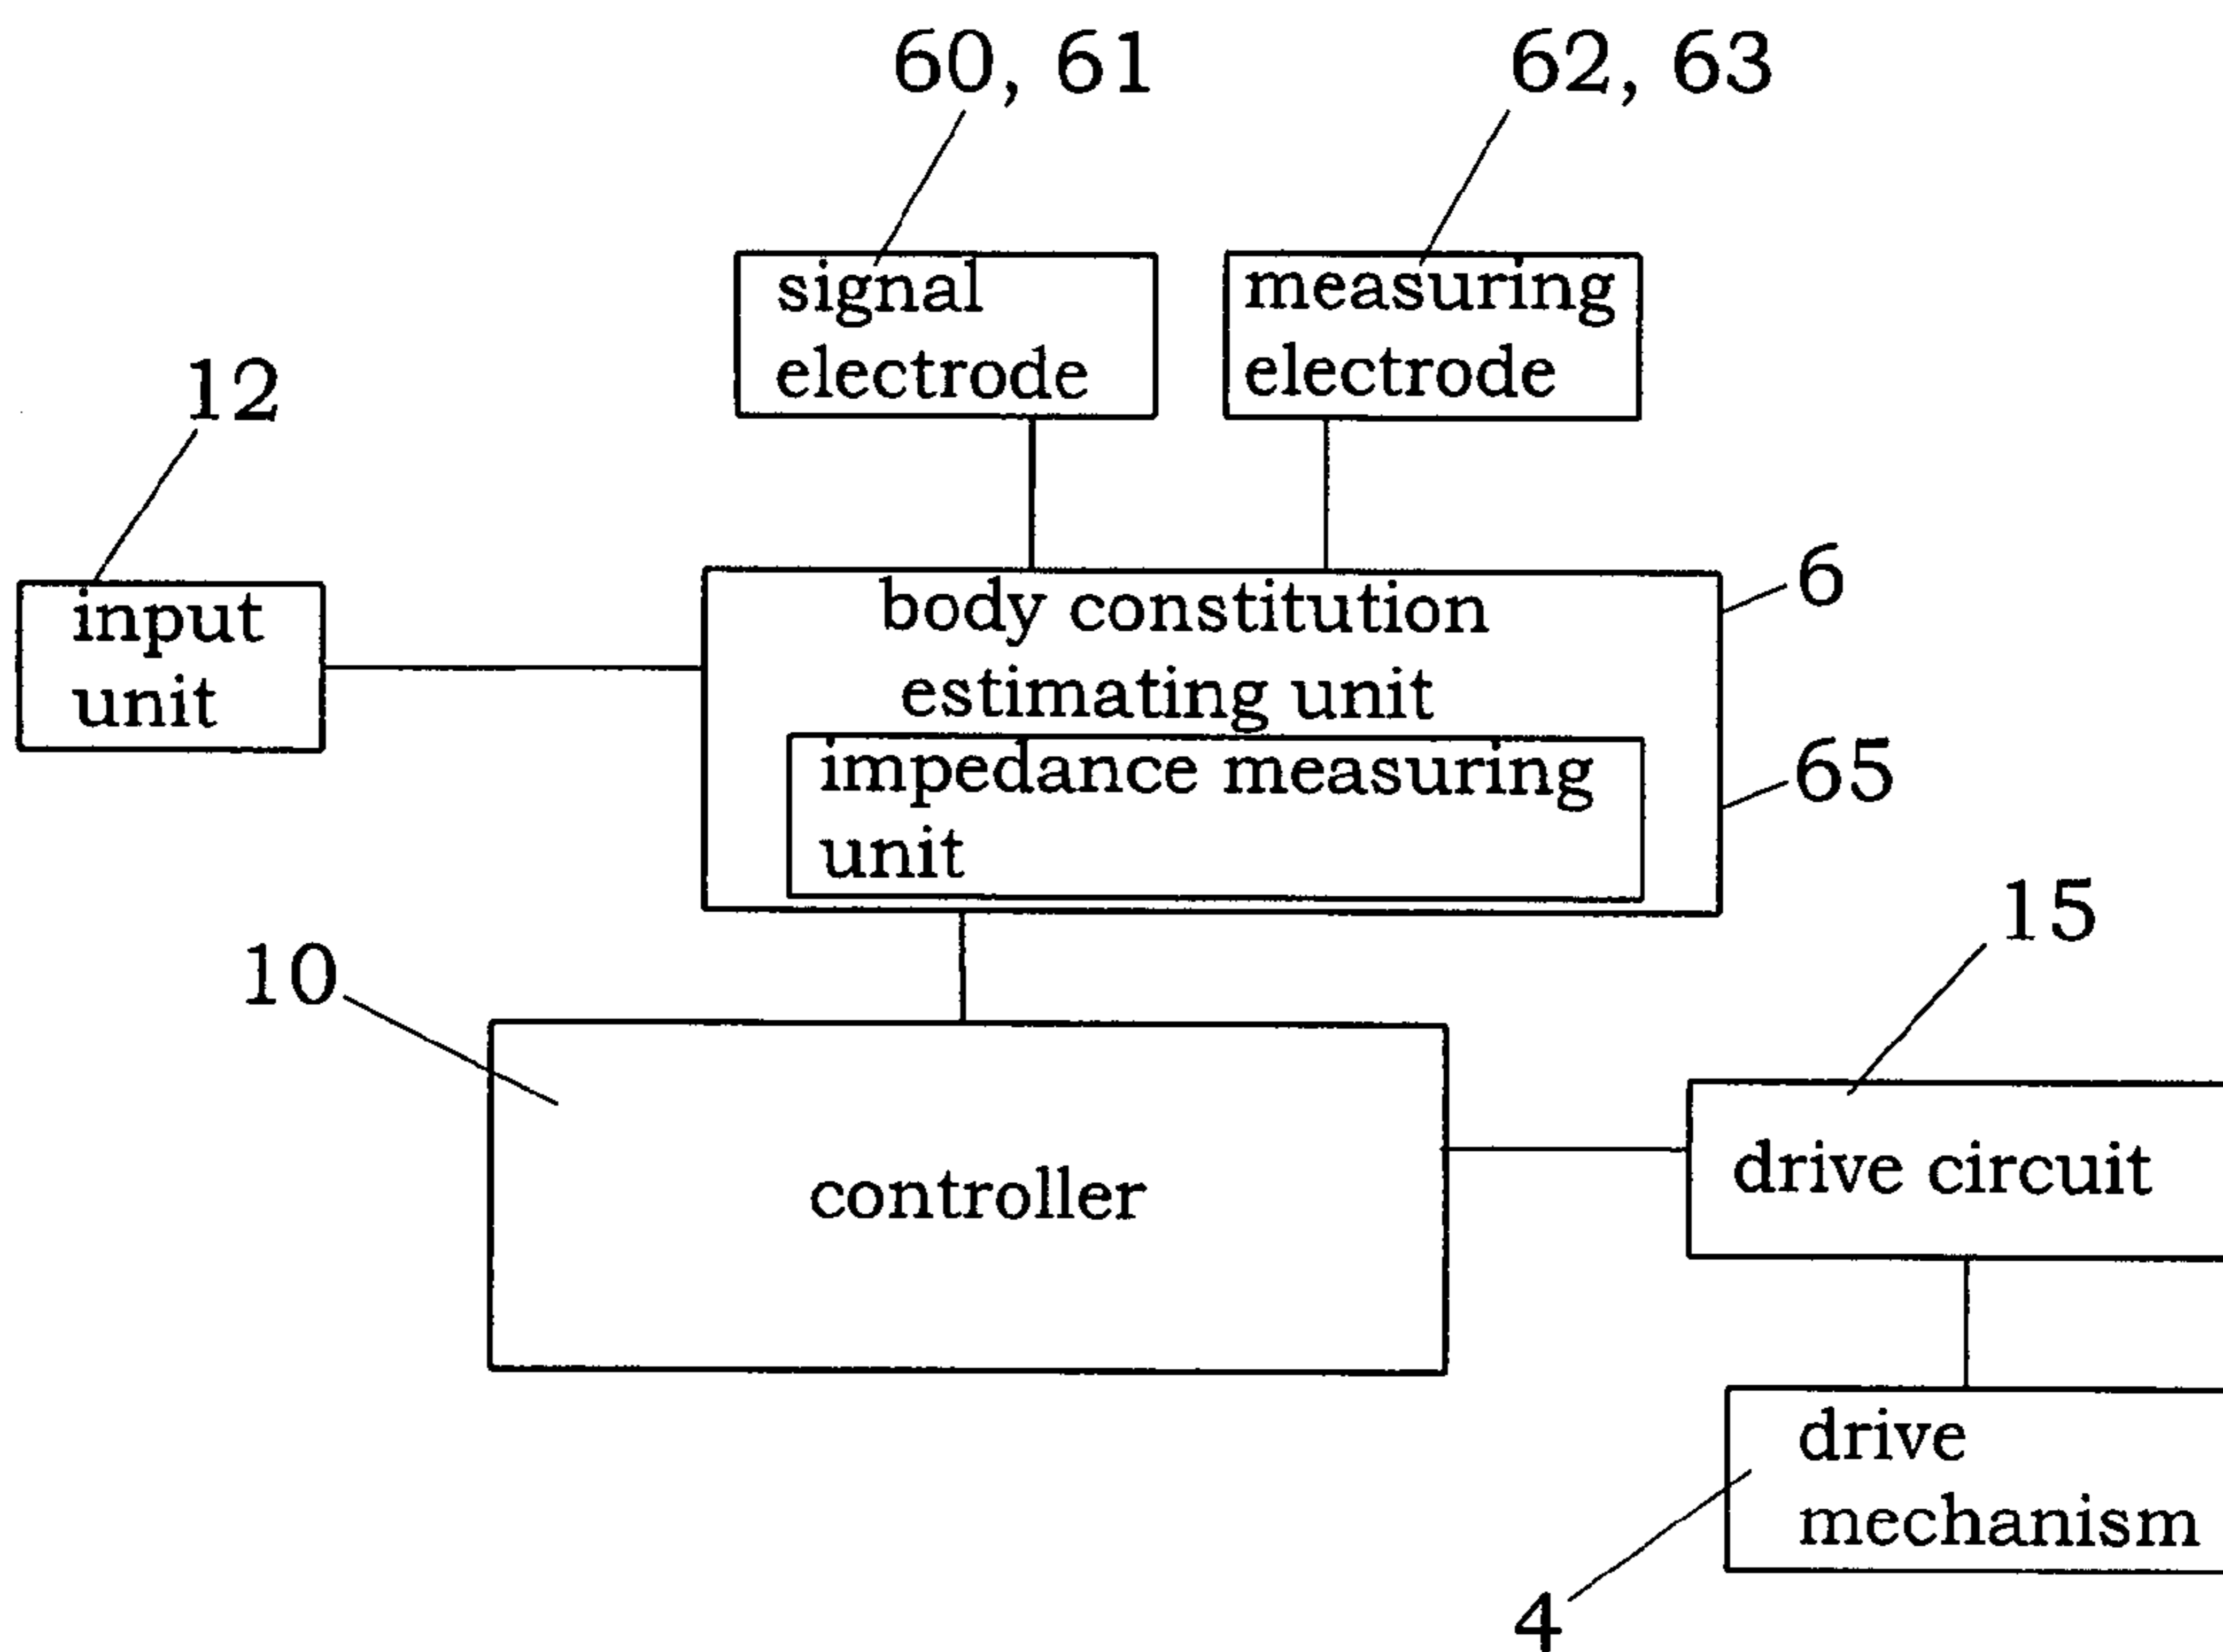 60, 61
62, 63
signal
electrode
measuring
electrode
12
input
unit
body constitution
estimating unit
6
impedance measuring
unit
65
10
controller
15
drive circuit
drive
mechanism
4